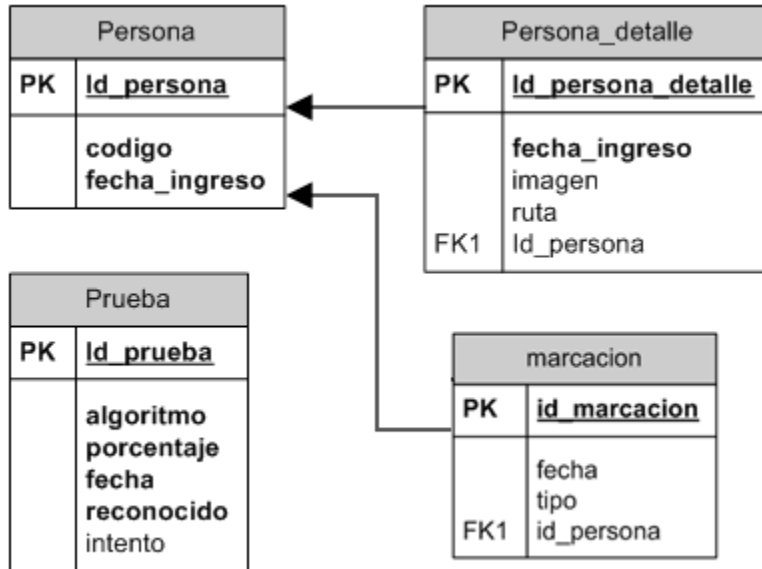 Persona
PK Id_persona
codigo
fecha_ingreso
Persona_detalle
PK Id_persona_detalle
fecha_ingreso
imagen
ruta
FK1 Id_persona
Prueba
PK Id_prueba
algoritmo
porcentaje
fecha
reconocido
intento
marcacion
PK id_marcacion
fecha
tipo
FK1 id_persona